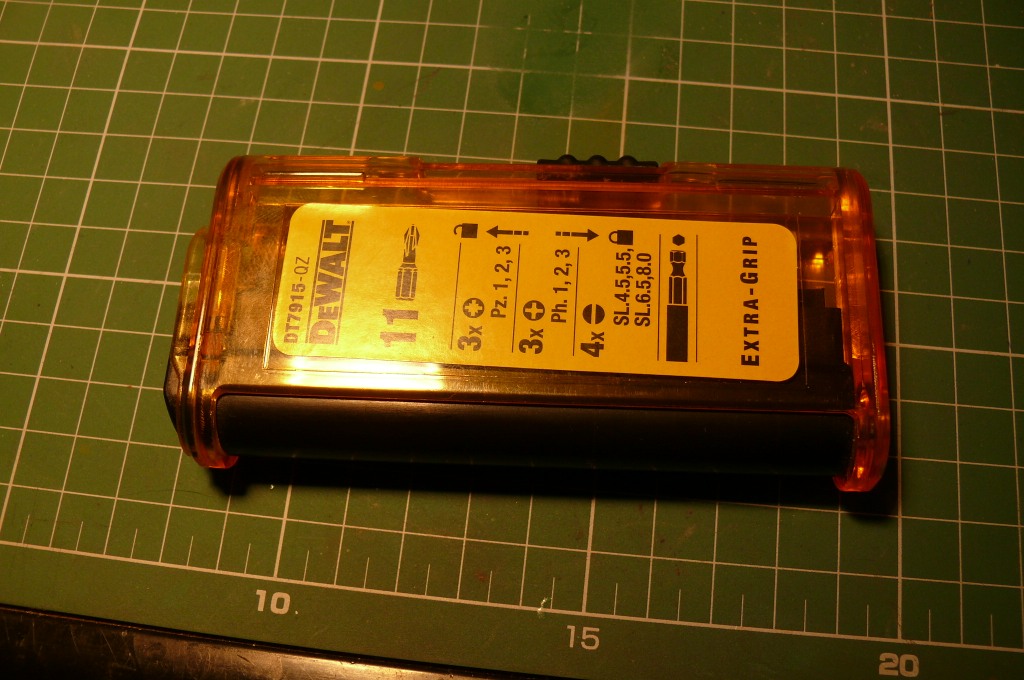 DT7915-QZ
DEWALT
11
3x Pz. 1, 2, 3
3x Ph. 1, 2, 3
4x SL.4.5,5.5,
SL.6.5,8.0
EXTRA-GRIP
10
15
20